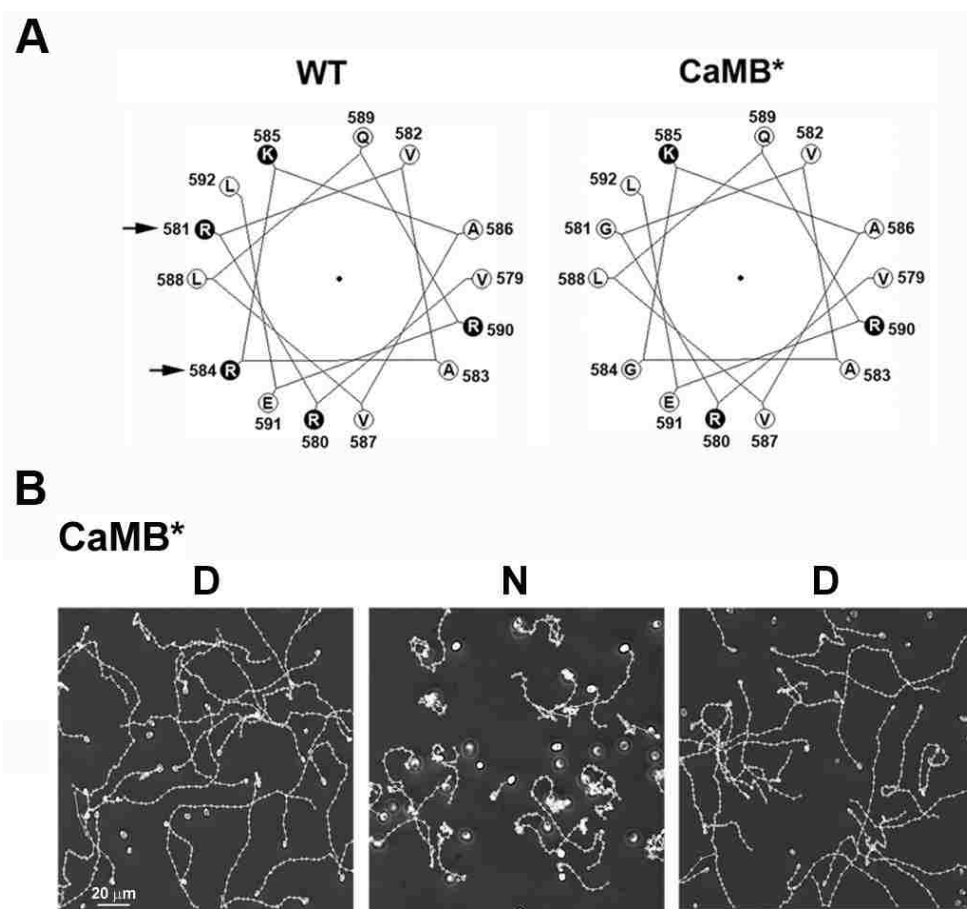 A
WT
CaMB*
589
585 Q 582
K V
592 L
581 R A 586
588 L V 579
R 590
584 R A 583
E 591
R 580
V 587
589
585 Q 582
K V
592 L
581 G A 586
588 L V 579
R 590
584 G A 583
E 591
R 580
V 587
B
CaMB*
D N D
20 μm